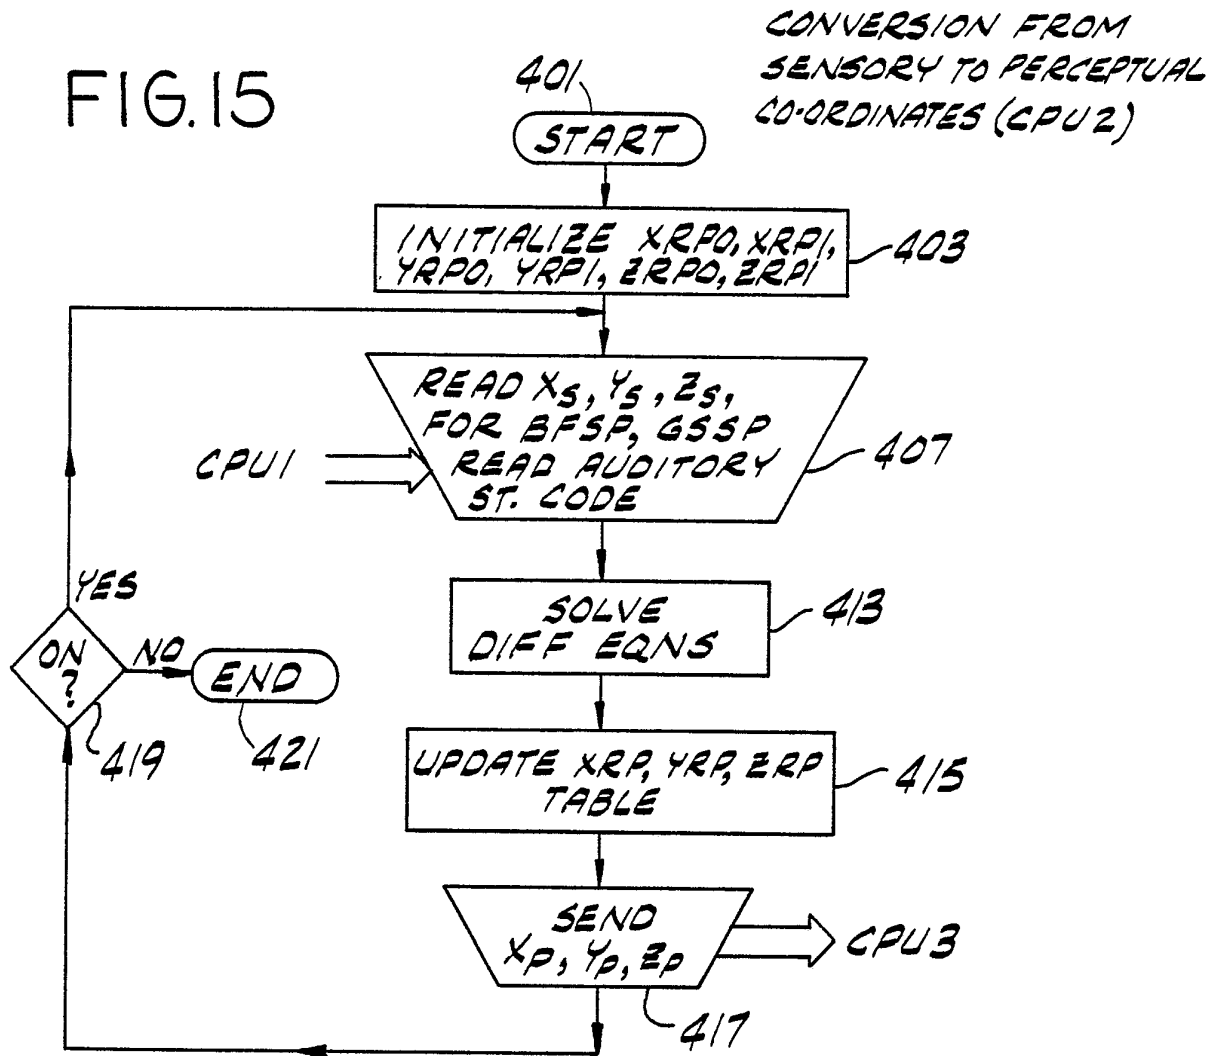 CONVERSION FROM
SENSORY TO PERCEPTUAL
CO-ORDINATES (CPU2)
FIG.15
401
START
INITIALIZE XRP0, XRP1,
YRP0, YRP1, ZRP0, ZRP1
403
READ XS, YS, ZS,
FOR BFSP, GSSP
READ AUDITORY
ST. CODE
407
CPU1
SOLVE
DIFF EQNS
413
YES
ON
?
NO
END
419
421
UPDATE XRP, YRP, ZRP
TABLE
415
SEND
XP, YP, ZP
CPU3
417